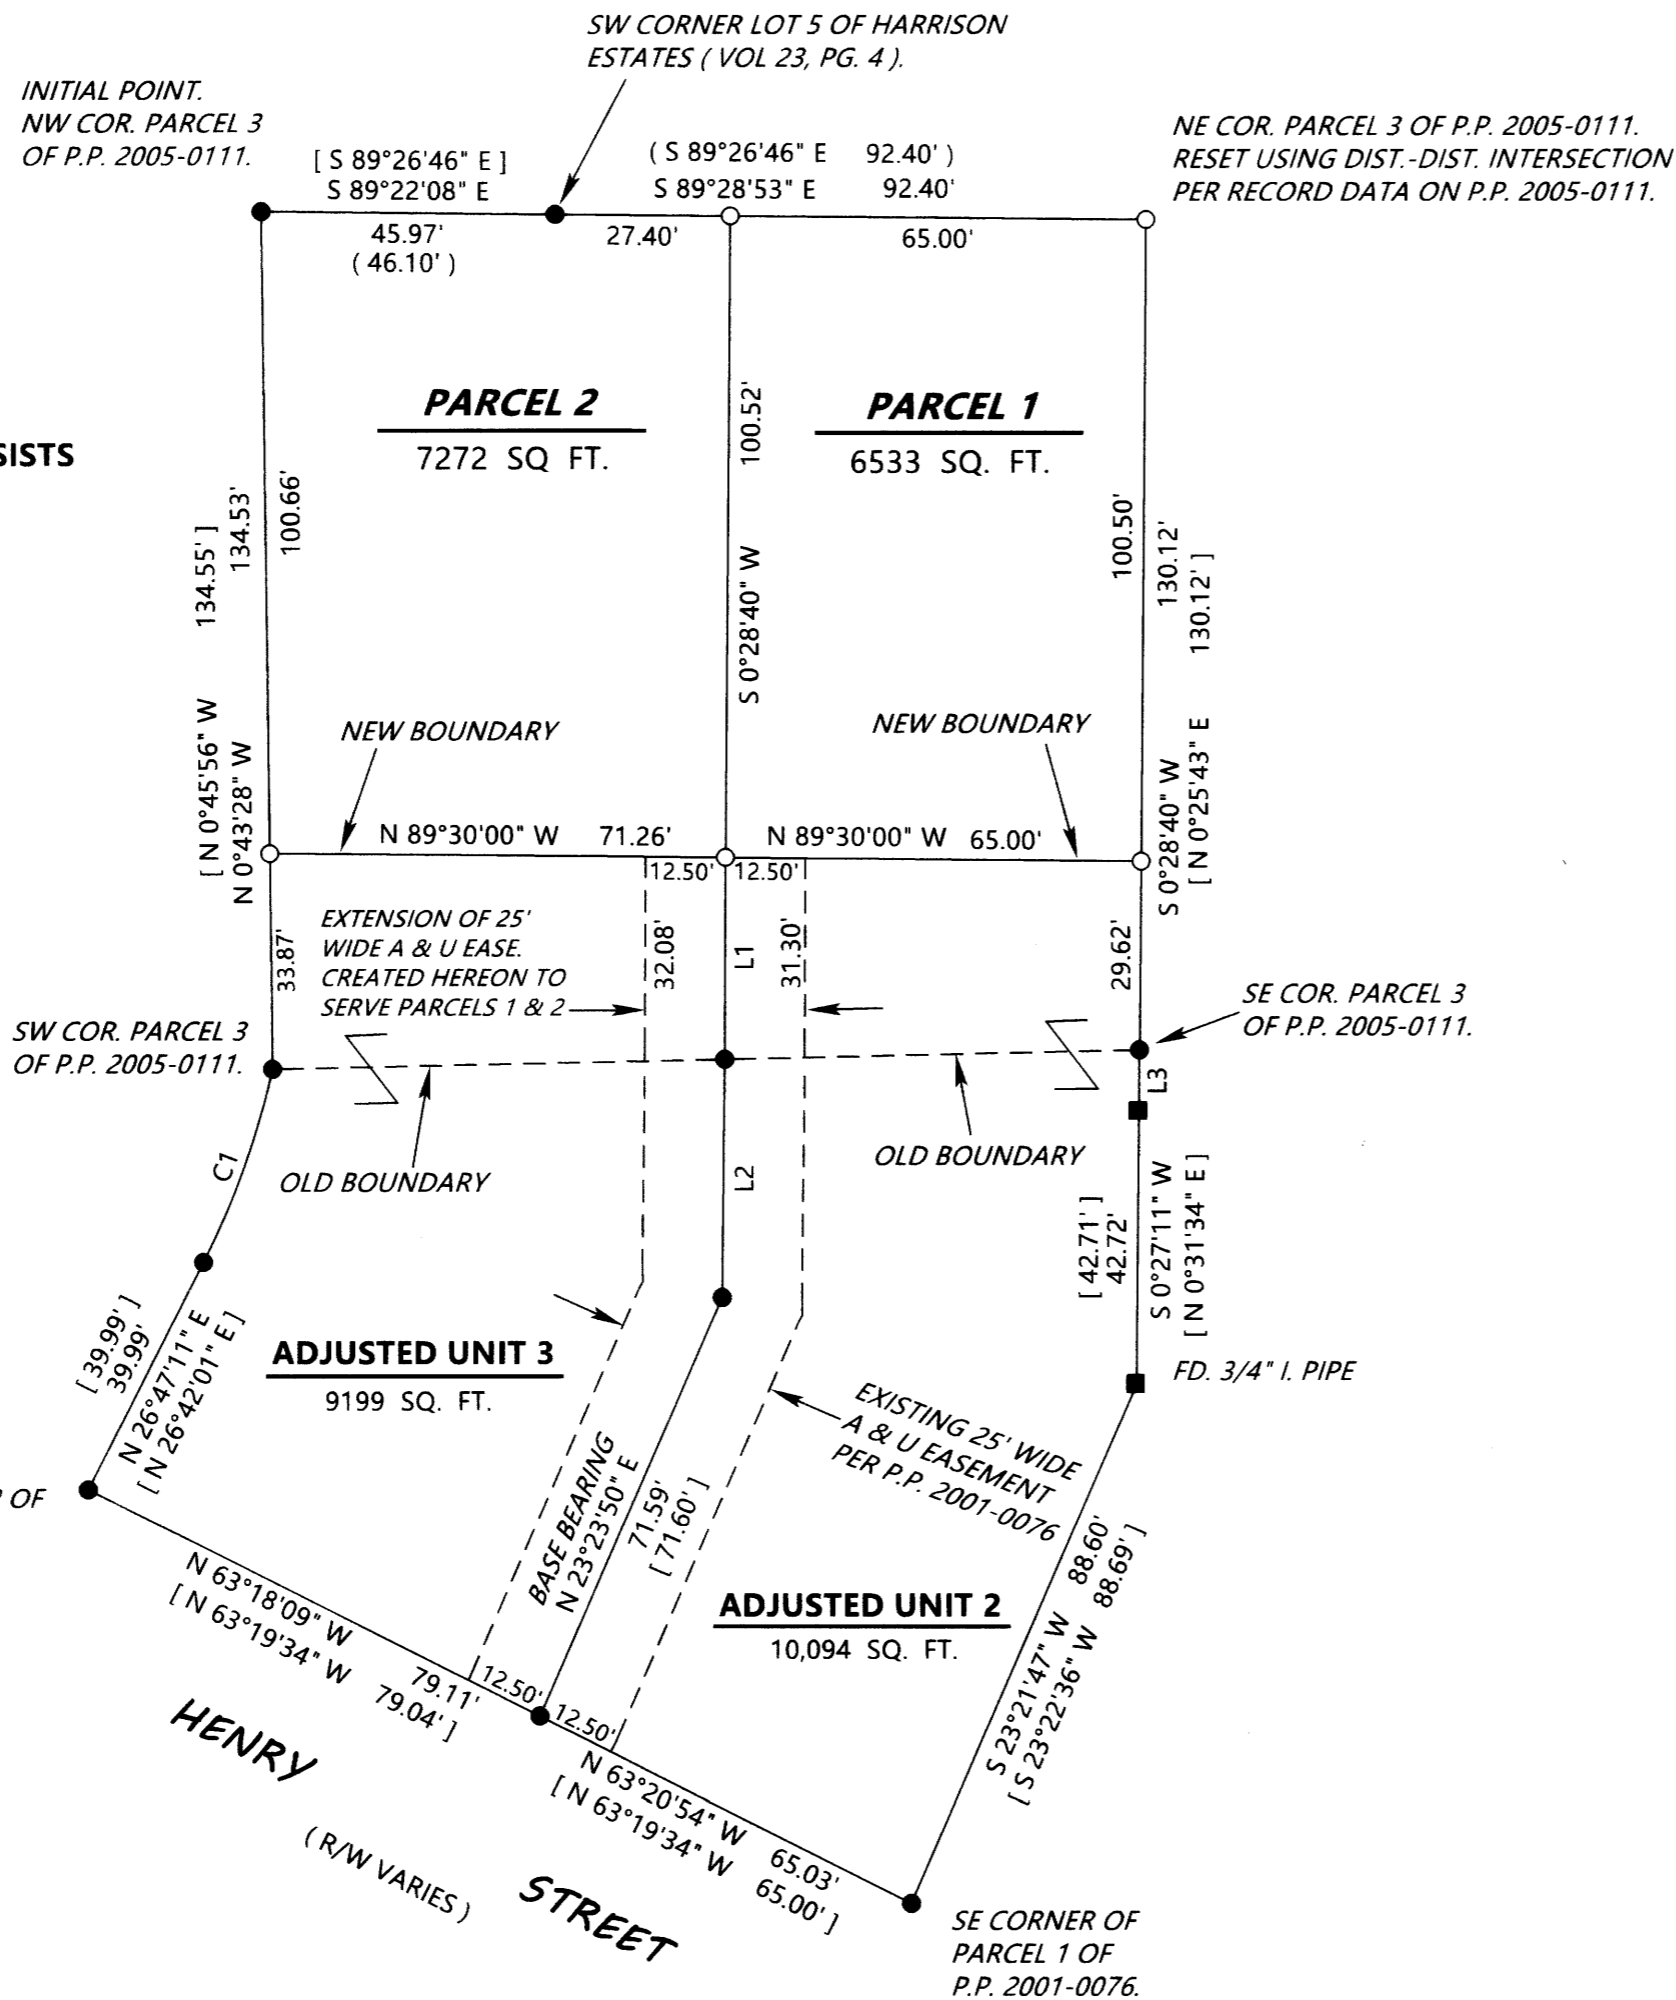 SW CORNER LOT 5 OF HARRISON
ESTATES ( VOL 23, PG. 4 ).
INITIAL POINT.
NW COR. PARCEL 3
OF P.P. 2005-0111.
[ S 89°26'46" E ]
S 89°22'08" E
( S 89°26'46" E 92.40' )
S 89°28'53" E 92.40'
NE COR. PARCEL 3 OF P.P. 2005-0111.
RESET USING DIST.-DIST. INTERSECTION
PER RECORD DATA ON P.P. 2005-0111.
45.97'
( 46.10' )
27.40'
65.00'
PARCEL 2
7272 SQ FT.
PARCEL 1
6533 SQ. FT.
SISTS
100.52'
S 0°28'40" W
100.66'
134.53'
N 0°43'28" W
134.55' ]
[ N 0°45'56" W
100.50'
130.12'
S 0°28'40" W
130.12' ]
[ N 0°25'43" E
NEW BOUNDARY
NEW BOUNDARY
N 89°30'00" W 71.26'
N 89°30'00" W 65.00'
12.50'
12.50'
EXTENSION OF 25'
WIDE A & U EASE.
CREATED HEREON TO
SERVE PARCELS 1 & 2
33.87'
32.08'
L1
31.30'
29.62'
SW COR. PARCEL 3
OF P.P. 2005-0111.
SE COR. PARCEL 3
OF P.P. 2005-0111.
L3
C1
OLD BOUNDARY
OLD BOUNDARY
L2
[ 42.71' ]
42.72'
S 0°27'11" W
[ N 0°31'34" E ]
[ 39.99' ]
39.99'
N 26°47'11" E
[ N 26°42'01" E ]
ADJUSTED UNIT 3
9199 SQ. FT.
FD. 3/4" I. PIPE
EXISTING 25' WIDE
A & U EASEMENT
PER P.P. 2001-0076
BASE BEARING
N 23°23'50" E
71.59'
[ 71.60' ]
OF
ADJUSTED UNIT 2
10,094 SQ. FT.
S 23°21'47" W 88.60'
[ S 23°22'36" W 88.69' ]
N 63°18'09" W 79.11'
[ N 63°19'34" W 79.04' ]
12.50'
12.50'
N 63°20'54" W 65.03'
[ N 63°19'34" W 65.00' ]
HENRY
( R/W VARIES )
STREET
SE CORNER OF
PARCEL 1 OF
P.P. 2001-0076.